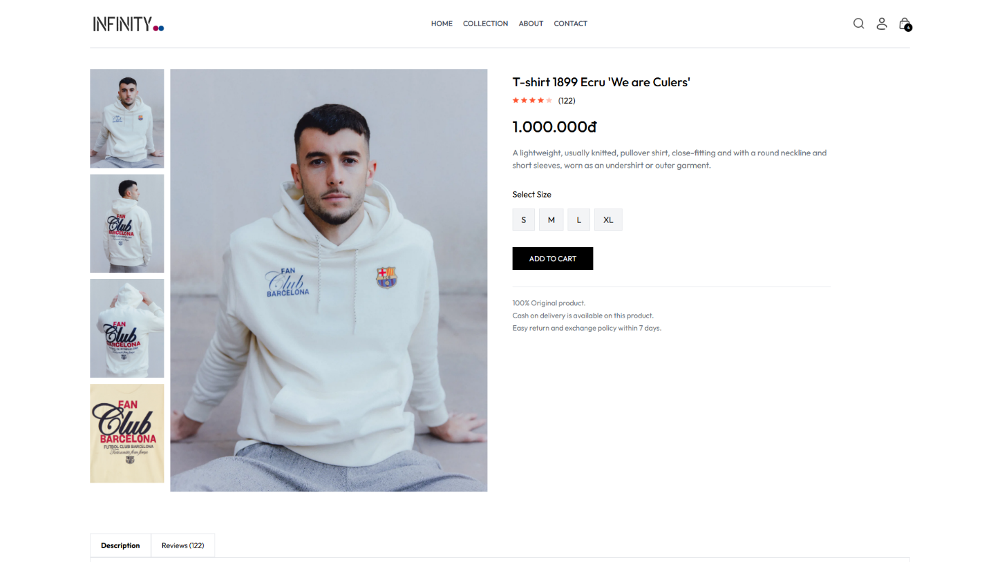 INFINITY
HOME COLLECTION ABOUT CONTACT
4
FAN
Club
BARCELONA
FAN
Club
BARCELONA
FAN
Club
BARCELONA
FAN
Club
BARCELONA
FUTBOL CLUB BARCELONA
FAN
Club
BARCELONA
T-shirt 1899 Ecru 'We are Culers'
(122)
1.000.000đ
A lightweight, usually knitted, pullover shirt, close-fitting and with a round neckline and
short sleeves, worn as an undershirt or outer garment.
Select Size
S M L XL
ADD TO CART
100% Original product.
Cash on delivery is available on this product.
Easy return and exchange policy within 7 days.
Description Reviews (122)